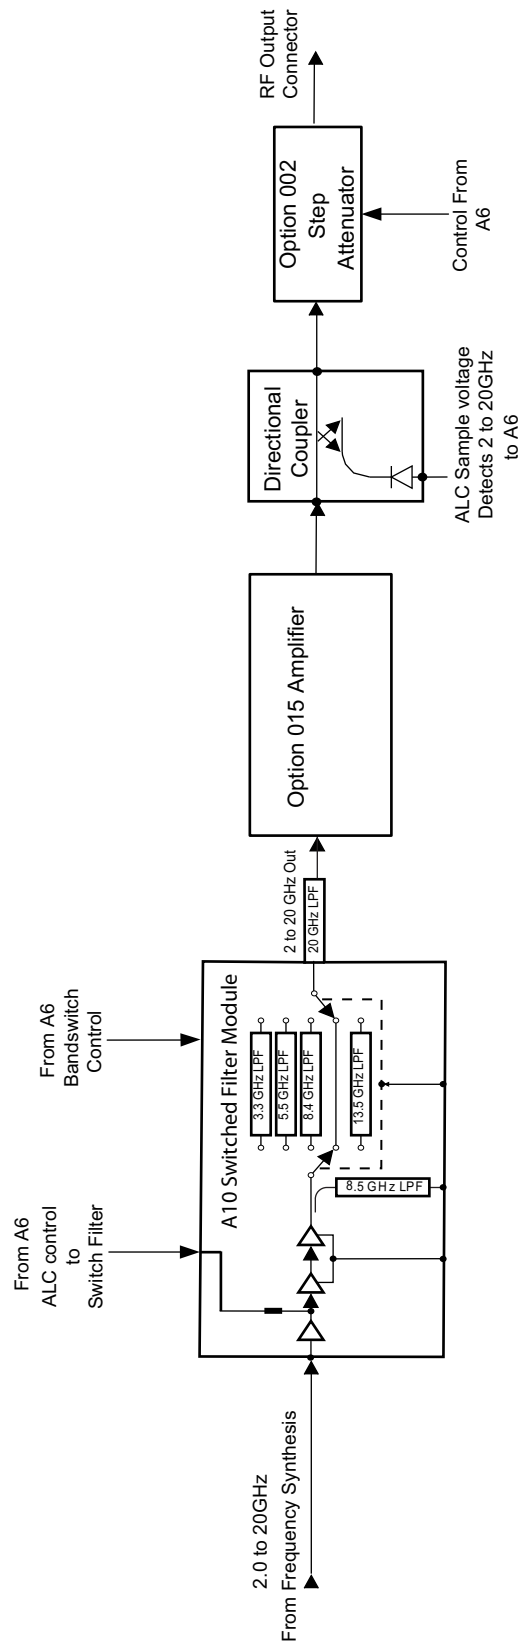 2.0 to 20GHz
From Frequency Synthesis
From A6
ALC control
to
Switch Filter
From A6
Bandswitch
Control
A10 Switched Filter Module
3.3 GHz LPF
5.5 GHz LPF
8.4 GHz LPF
13.5 GHz LPF
8.5 GHz LPF
2 to 20 GHz Out
20 GHz LPF
Option 015 Amplifier
Directional
Coupler
ALC Sample voltage
Detects 2 to 20GHz
to A6
Option 002
Step
Attenuator
Control From
A6
RF Output
Connector